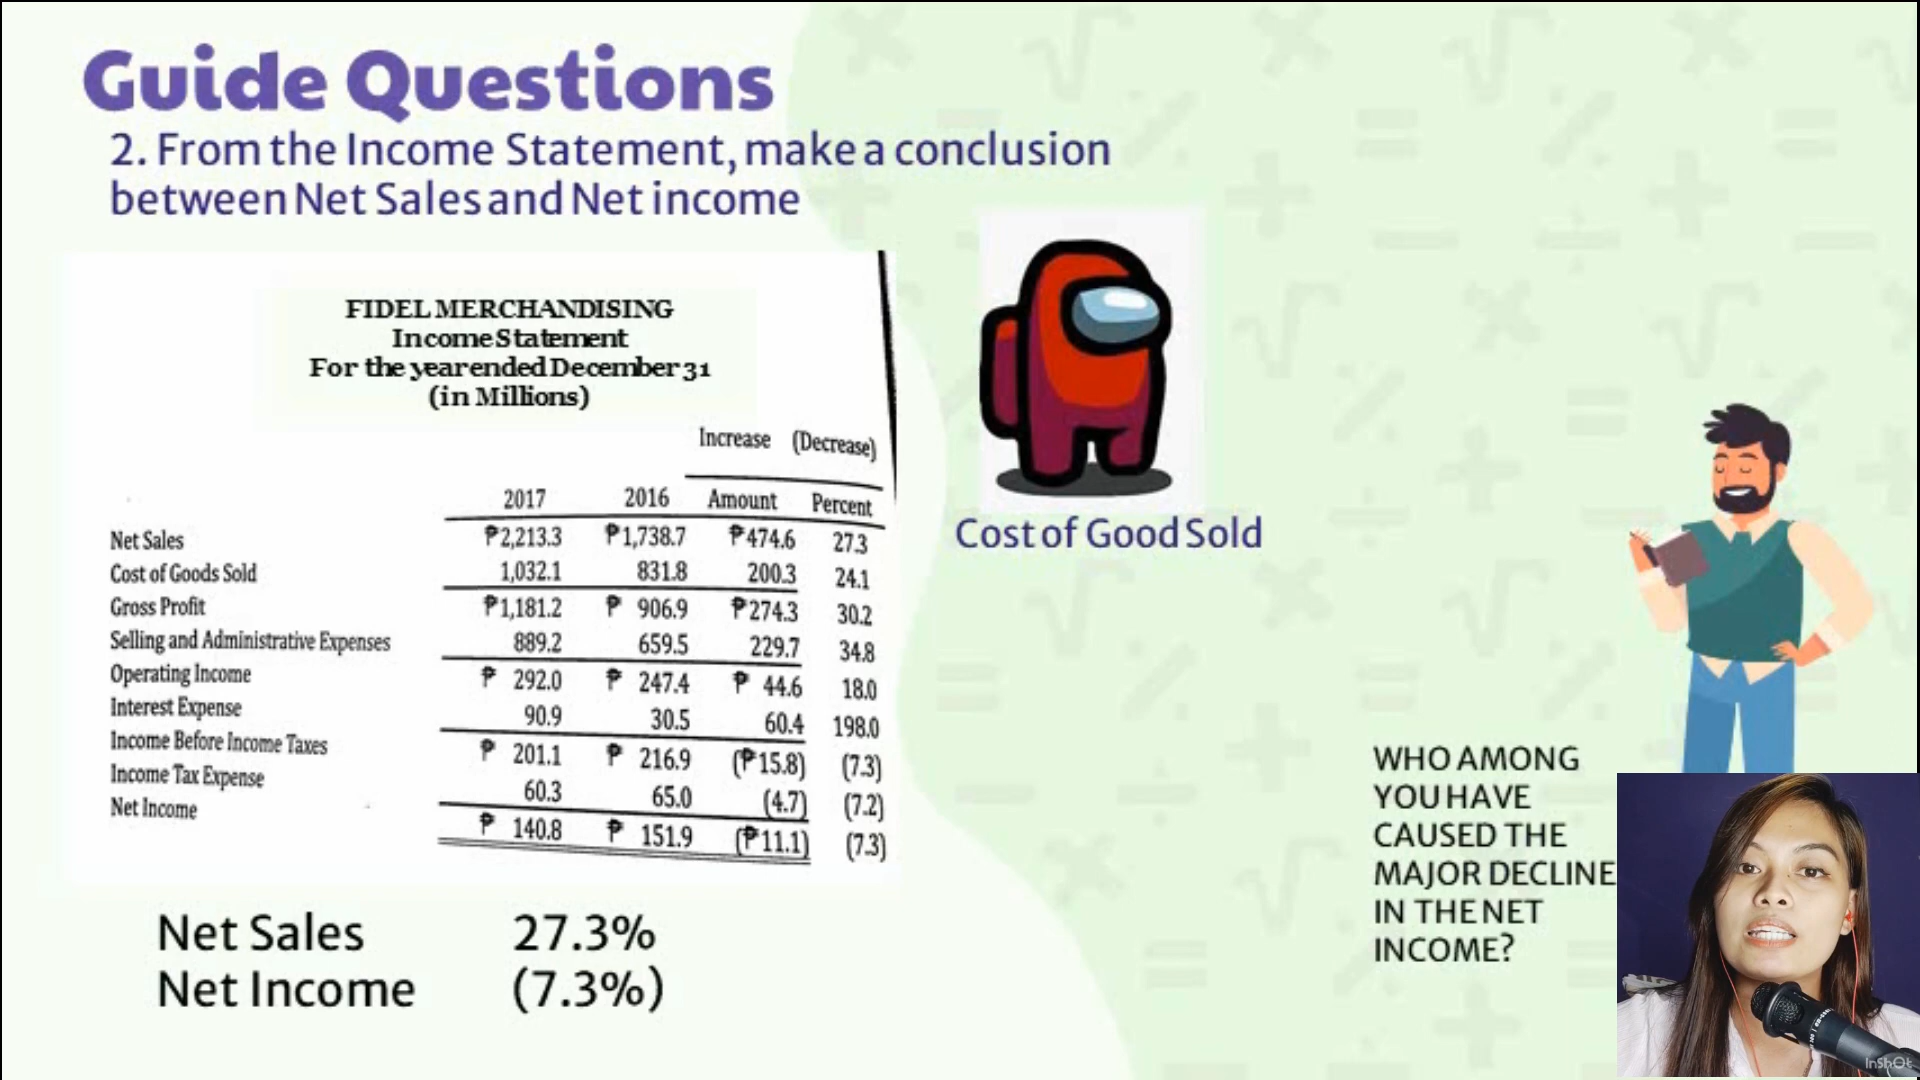 Guide Questions
2. From the Income Statement, make a conclusion
between Net Sales and Net income
FIDEL MERCHANDISING
Income Statement
For the year ended December 31
(in Millions)
Increase (Decrease)
2017 2016 Amount Percent
Net Sales ₱2,213.3 ₱1,738.7 ₱474.6 27.3
Cost of Goods Sold 1,032.1 831.8 200.3 24.1
Gross Profit ₱1,181.2 ₱ 906.9 ₱274.3 30.2
Selling and Administrative Expenses 889.2 659.5 229.7 34.8
Operating Income ₱ 292.0 ₱ 247.4 ₱ 44.6 18.0
Interest Expense 90.9 30.5 60.4 198.0
Income Before Income Taxes ₱ 201.1 ₱ 216.9 (₱15.8) (7.3)
Income Tax Expense 60.3 65.0 (4.7) (7.2)
Net Income ₱ 140.8 ₱ 151.9 (₱11.1) (7.3)
Net Sales 27.3%
Net Income (7.3%)
Cost of Good Sold
WHO AMONG
YOU HAVE
CAUSED THE
MAJOR DECLINE
IN THE NET
INCOME?
InShOt